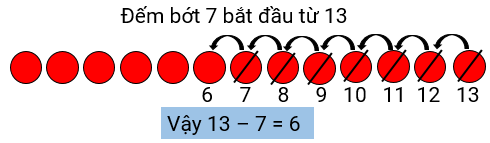 Đếm bớt 7 bắt đầu từ 13
6 7 8 9 10 11 12 13
Vậy 13 – 7 = 6